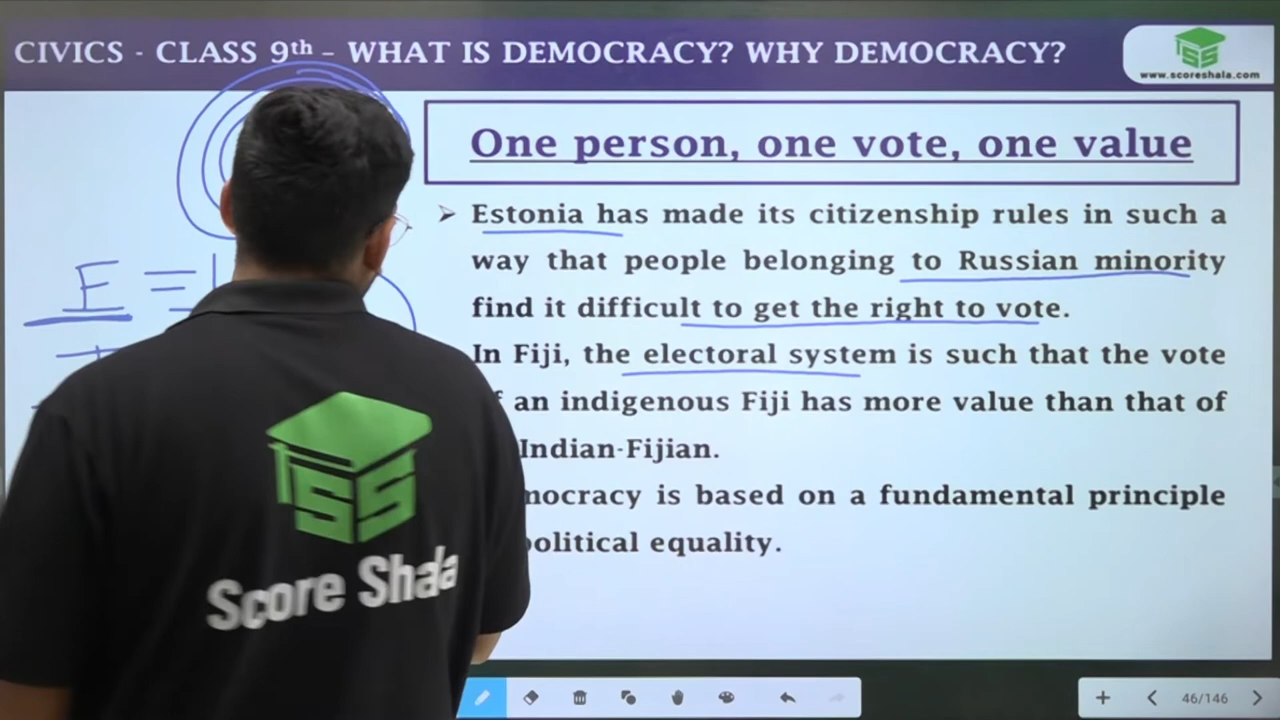 CIVICS - CLASS 9th – WHAT IS DEMOCRACY? WHY DEMOCRACY?
SS
www.scoreshala.com
One person, one vote, one value
➢ Estonia has made its citizenship rules in such a
way that people belonging to Russian minority
find it difficult to get the right to vote.
In Fiji, the electoral system is such that the vote
an indigenous Fiji has more value than that of
Indian-Fijian.
is based on a fundamental principle
political equality.
SS
Score Shala
46/146